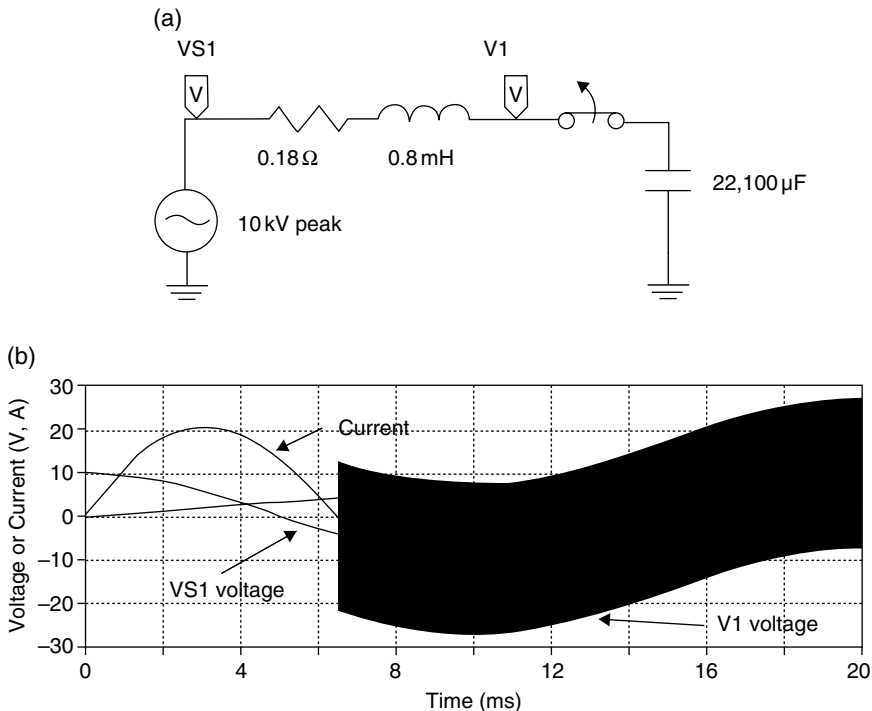 (a)
VS1
V1
V
V
0.18 Ω
0.8 mH
22,100 µF
10 kV peak
(b)
Voltage or Current (V, A)
30
20
10
0
−10
−20
−30
Current
VS1 voltage
V1 voltage
0
4
8
12
16
20
Time (ms)